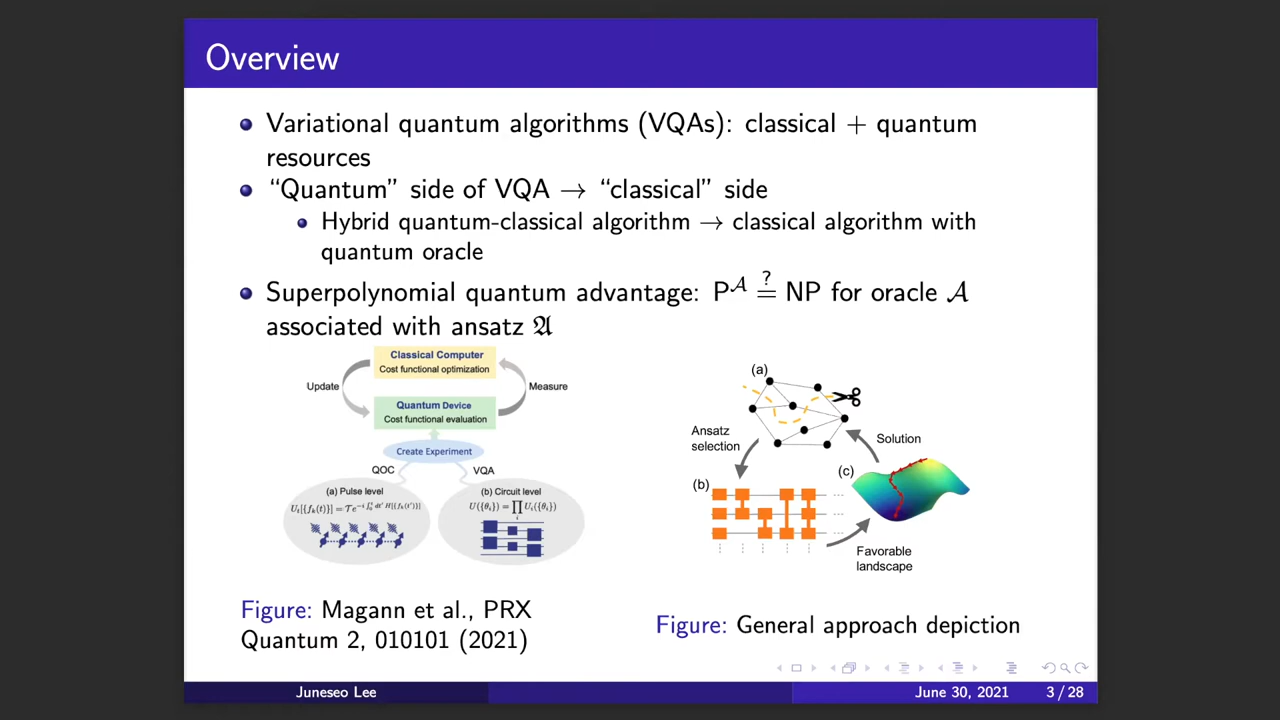 Overview
Variational quantum algorithms (VQAs): classical + quantum
resources
“Quantum” side of VQA → “classical” side
Hybrid quantum-classical algorithm → classical algorithm with
quantum oracle
Superpolynomial quantum advantage: P^𝒜 ≟ NP for oracle 𝒜
associated with ansatz 𝔄
Classical Computer
Cost functional optimization
Update
Measure
Quantum Device
Cost functional evaluation
Create Experiment
QOC
VQA
(a) Pulse level
(b) Circuit level
U({θᵢ}) = ∏ᵢ Uᵢ({θᵢ})
Figure: Magann et al., PRX
Quantum 2, 010101 (2021)
(a)
Ansatz
selection
Solution
(b)
(c)
Favorable
landscape
Figure: General approach depiction
Juneseo Lee
June 30, 2021
3 / 28